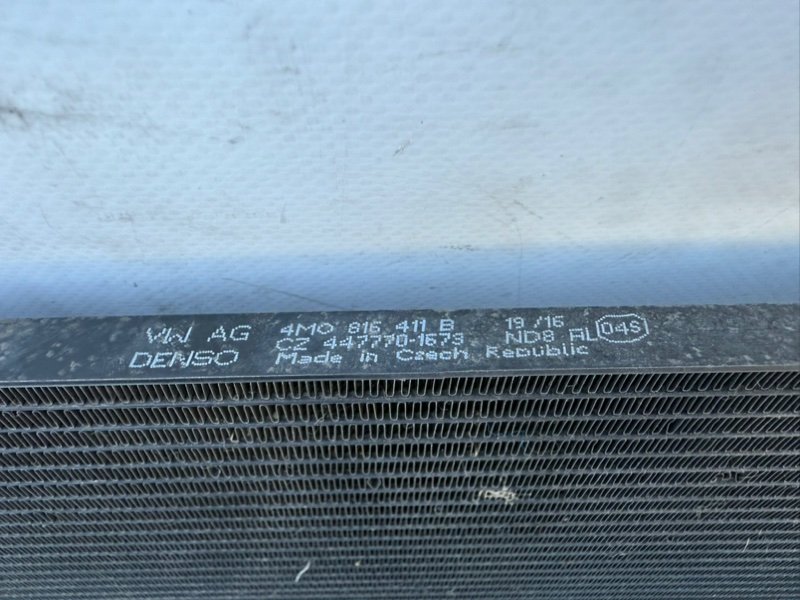 VW AG 4M0 816 411 B 19/16
DENSO CZ 447770-1673 ND8 AL 04S
Made in Czech Republic